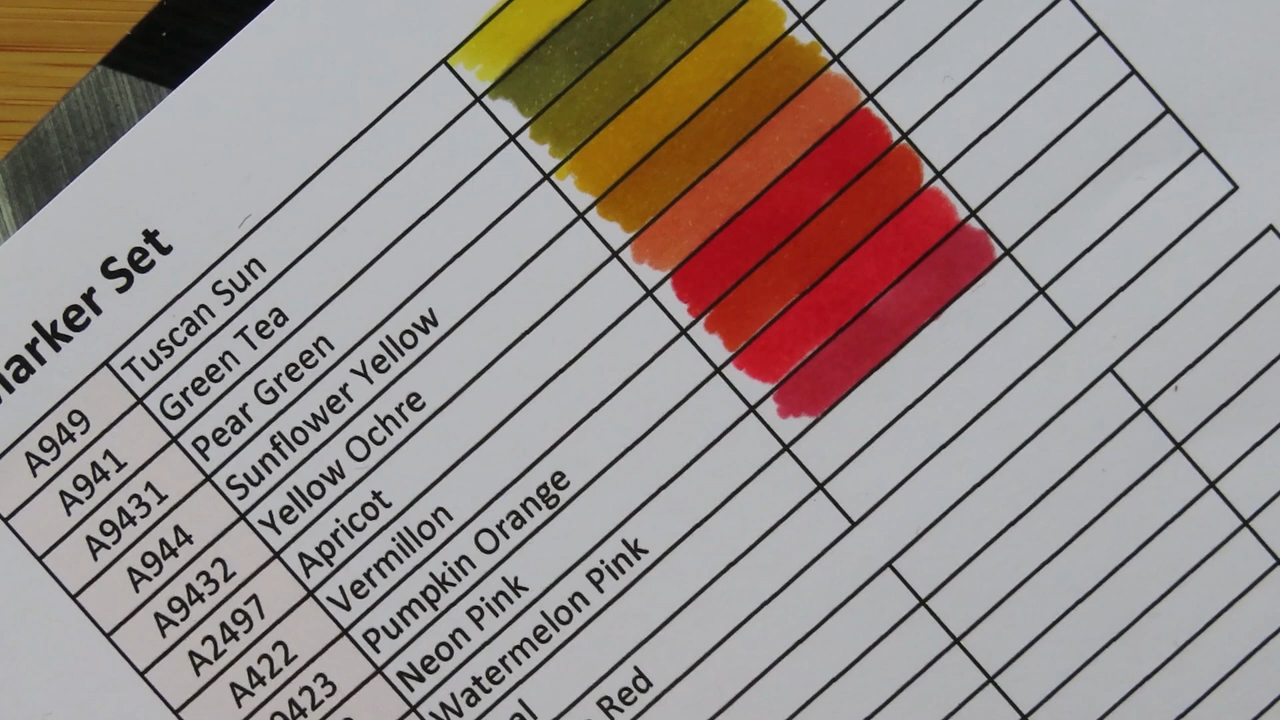 Marker Set
A949 Tuscan Sun
A941 Green Tea
A9431 Pear Green
A944 Sunflower Yellow
A9432 Yellow Ochre
A2497 Apricot
A422 Vermillon
Pumpkin Orange
Neon Pink
Watermelon Pink
Red